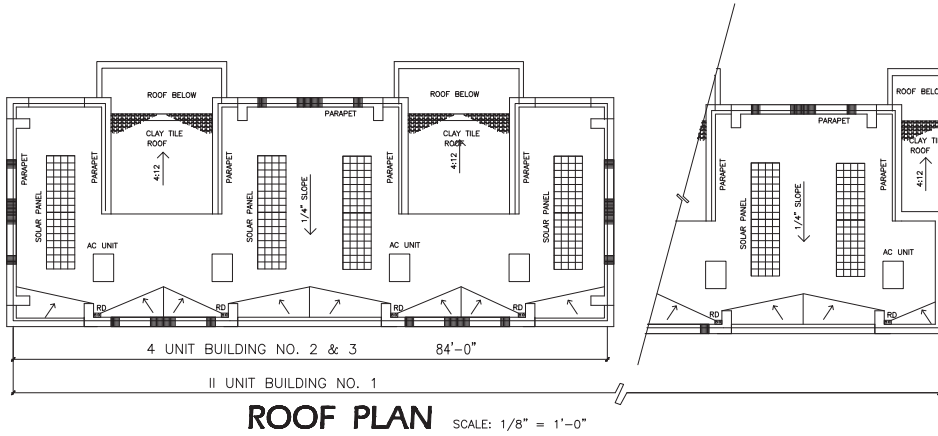 ROOF BELOW
ROOF BELOW
ROOF BELO
PARAPET
PARAPET
CLAY TILE
ROOF
CLAY TILE
ROOF
CLAY TI
ROOF
4:12
4:12
4:12
PARAPET
PARAPET
PARAPET
PARAPET
PARAPET
PARAPET
PARAPET
SOLAR PANEL
SOLAR PANEL
SOLAR PANEL
SOLAR PANEL
1/4" SLOPE
1/4" SLOPE
AC UNIT
AC UNIT
AC UNIT
RD
RD
RD
RD
RD
RD
4 UNIT BUILDING NO. 2 & 3 84'-0"
11 UNIT BUILDING NO. 1
ROOF PLAN SCALE: 1/8" = 1'-0"